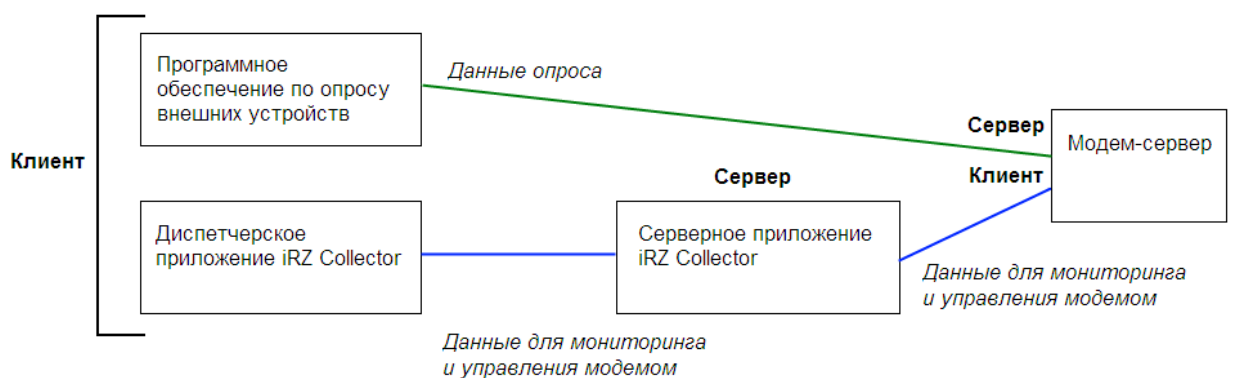 Программное
обеспечение по опросу
внешних устройств
Данные опроса
Сервер
Модем-сервер
Клиент
Клиент
Сервер
Диспетчерское
приложение iRZ Collector
Серверное приложение
iRZ Collector
Данные для мониторинга
и управления модемом
Данные для мониторинга
и управления модемом